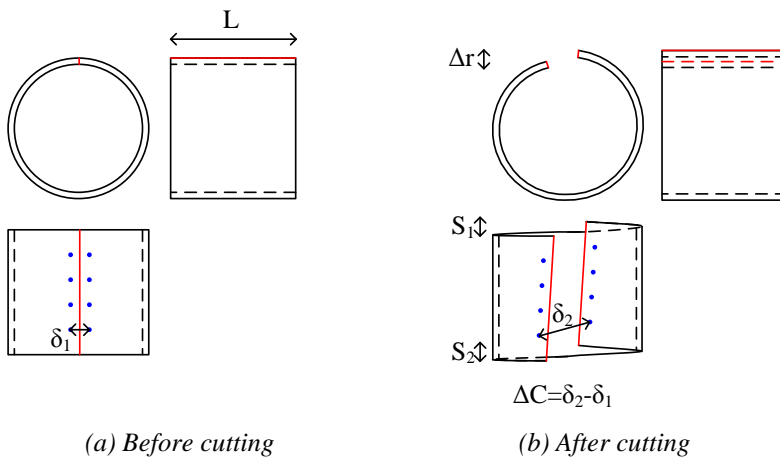 L
Δr
δ₁
S₁
δ₂
S₂
ΔC=δ₂-δ₁
(a) Before cutting
(b) After cutting